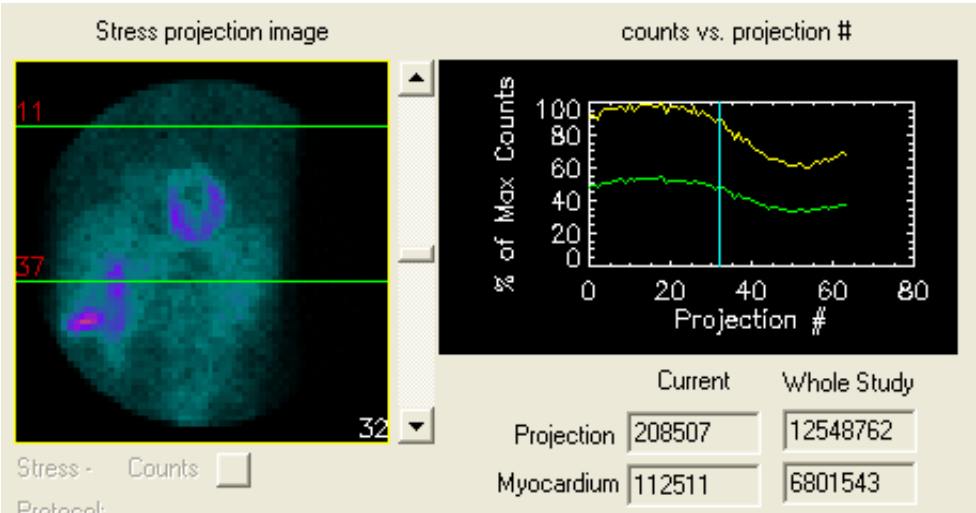 Stress projection image
counts vs. projection #
11
37
32
% of Max Counts
100
80
60
40
20
0
0 20 40 60 80
Projection #
Current Whole Study
Projection 208507 12548762
Myocardium 112511 6801543
Stress - Counts
Protocol: